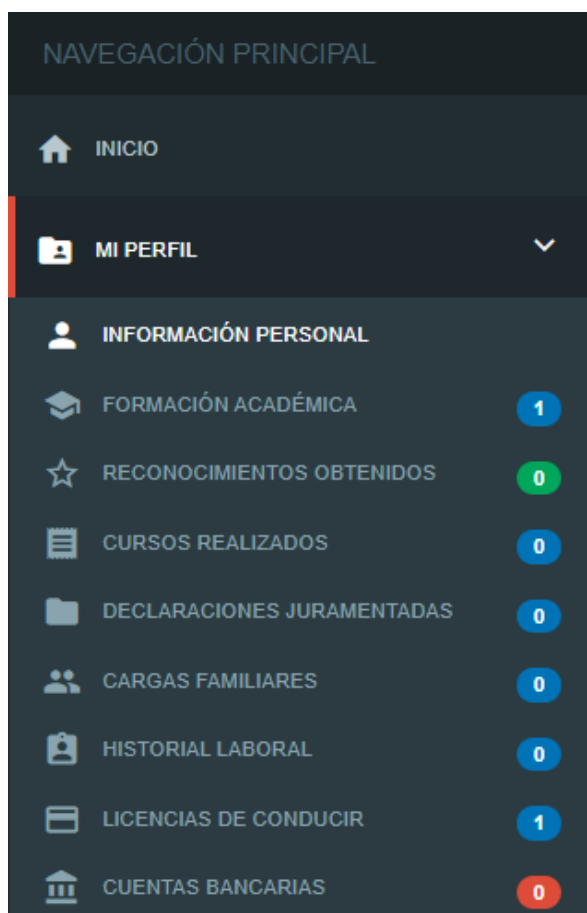 NAVEGACIÓN PRINCIPAL
INICIO
MI PERFIL
INFORMACIÓN PERSONAL
FORMACIÓN ACADÉMICA 1
RECONOCIMIENTOS OBTENIDOS 0
CURSOS REALIZADOS 0
DECLARACIONES JURAMENTADAS 0
CARGAS FAMILIARES 0
HISTORIAL LABORAL 0
LICENCIAS DE CONDUCIR 1
CUENTAS BANCARIAS 0